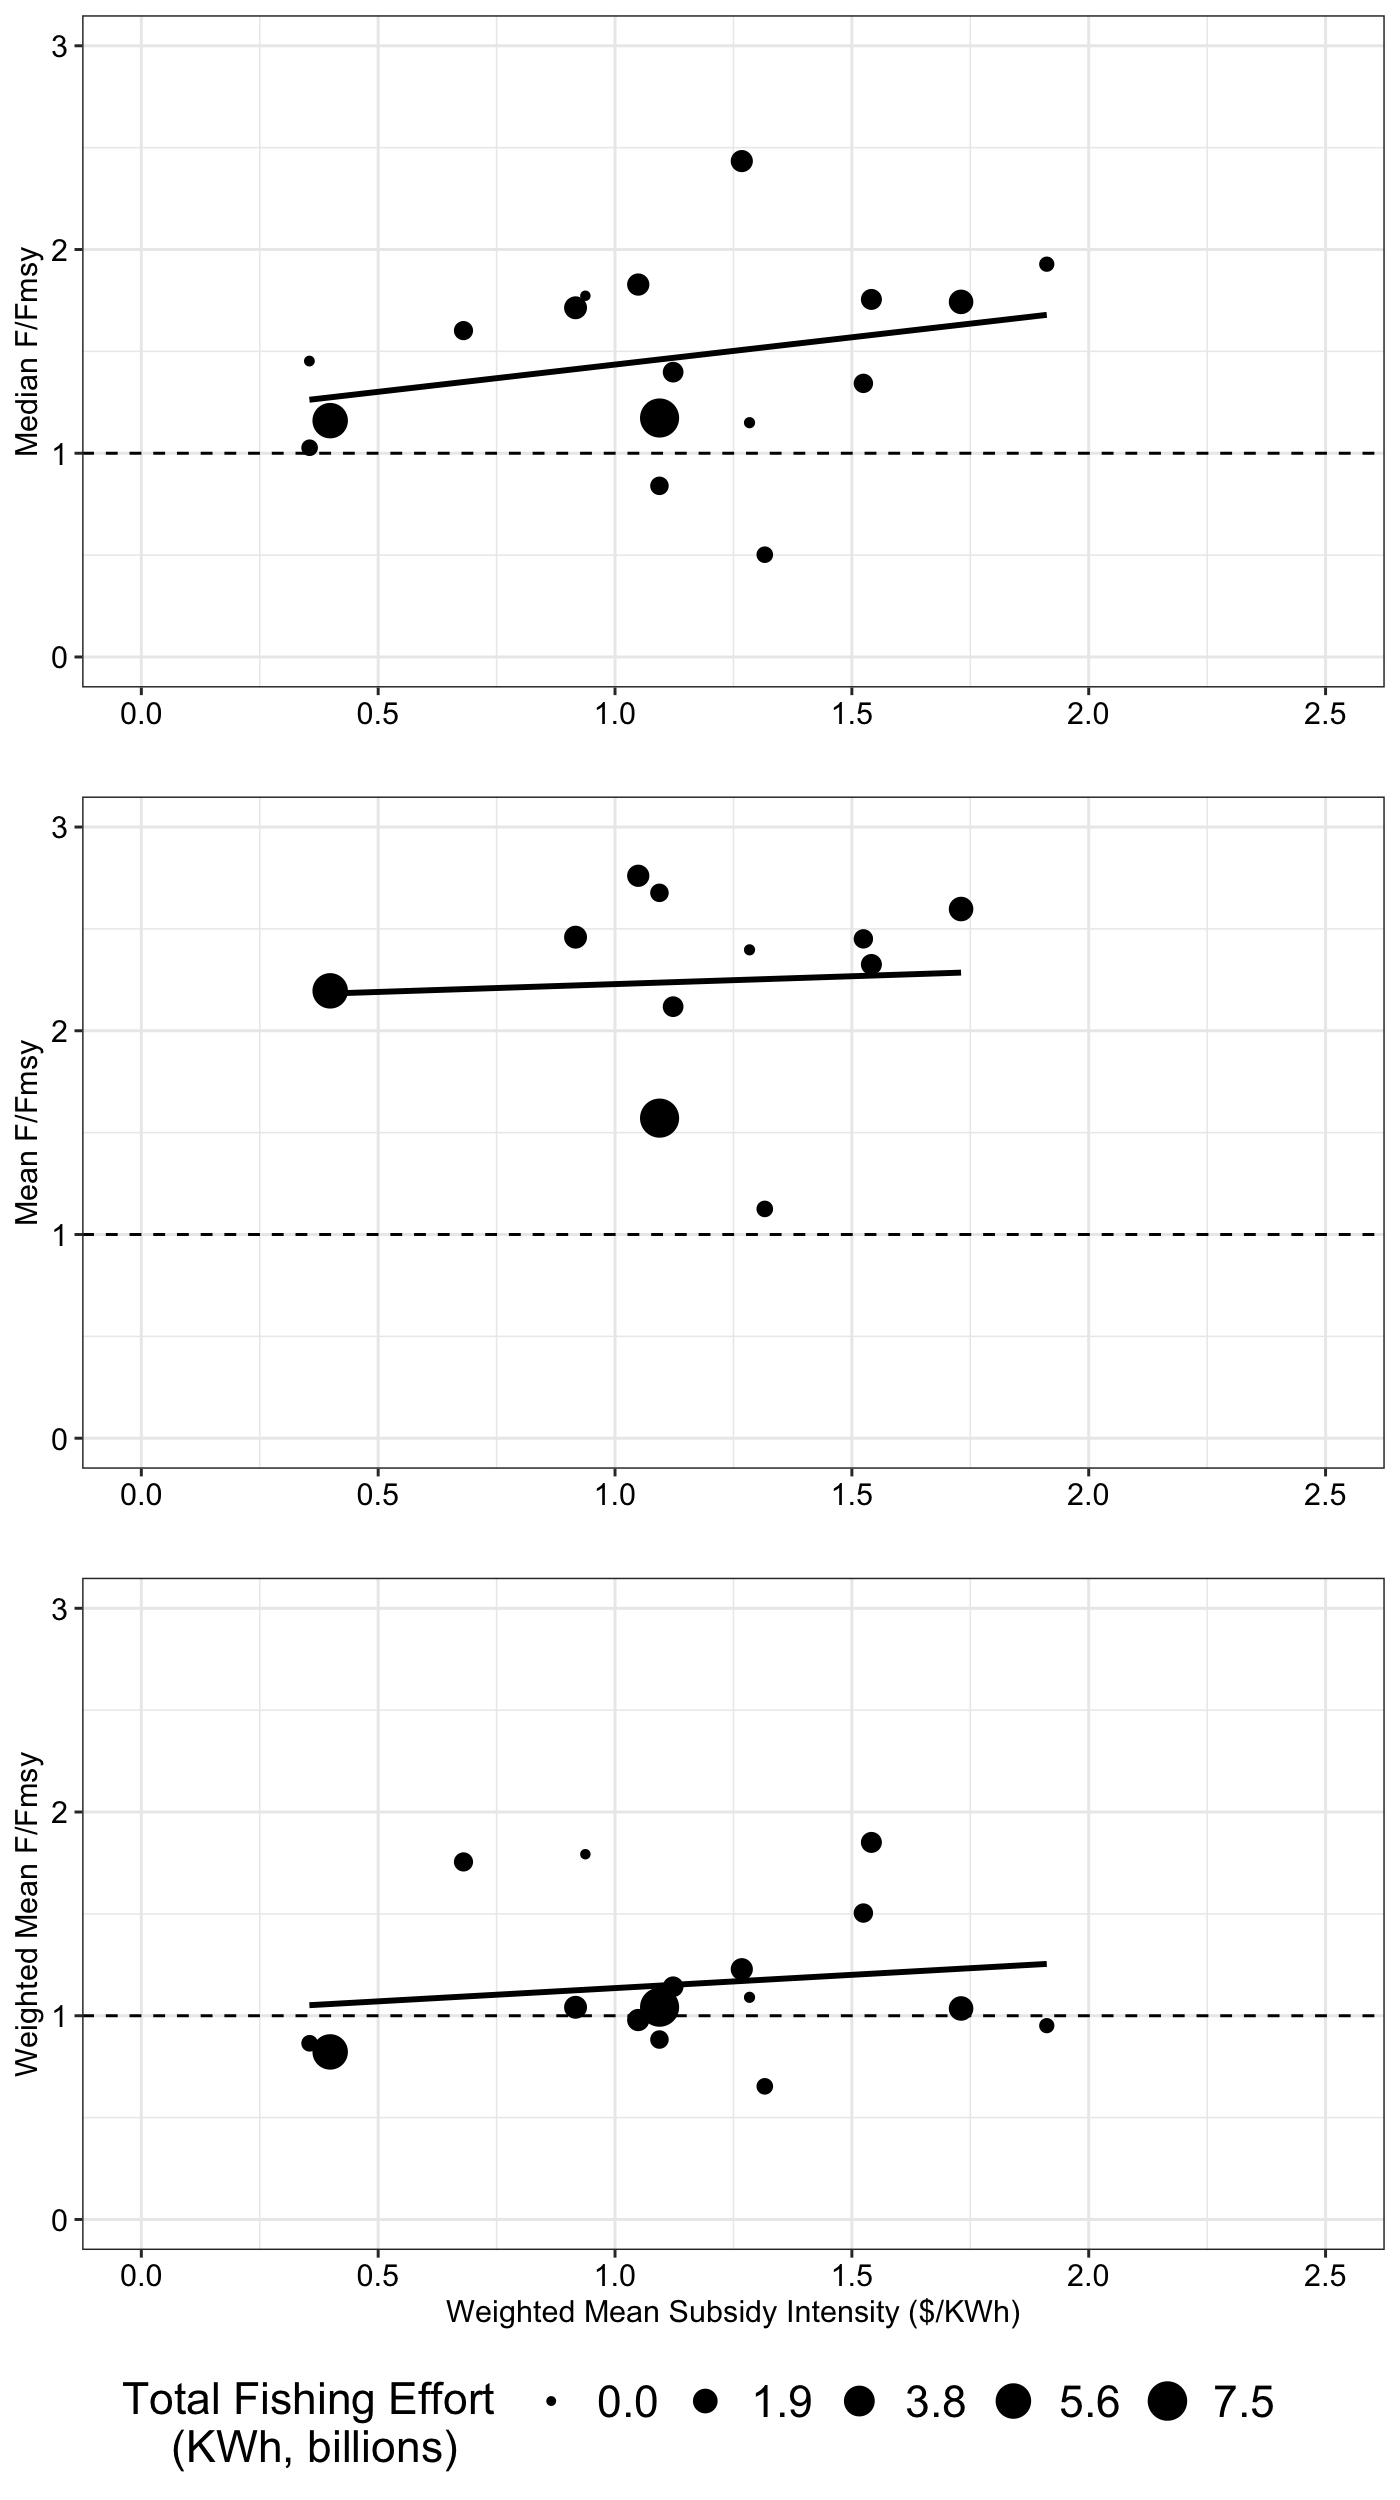 3
2
1
0
Median F/Fmsy
0.0 0.5 1.0 1.5 2.0 2.5
3
2
1
0
Mean F/Fmsy
0.0 0.5 1.0 1.5 2.0 2.5
3
2
1
0
Weighted Mean F/Fmsy
0.0 0.5 1.0 1.5 2.0 2.5
Weighted Mean Subsidy Intensity ($/KWh)
Total Fishing Effort 0.0 1.9 3.8 5.6 7.5
(KWh, billions)